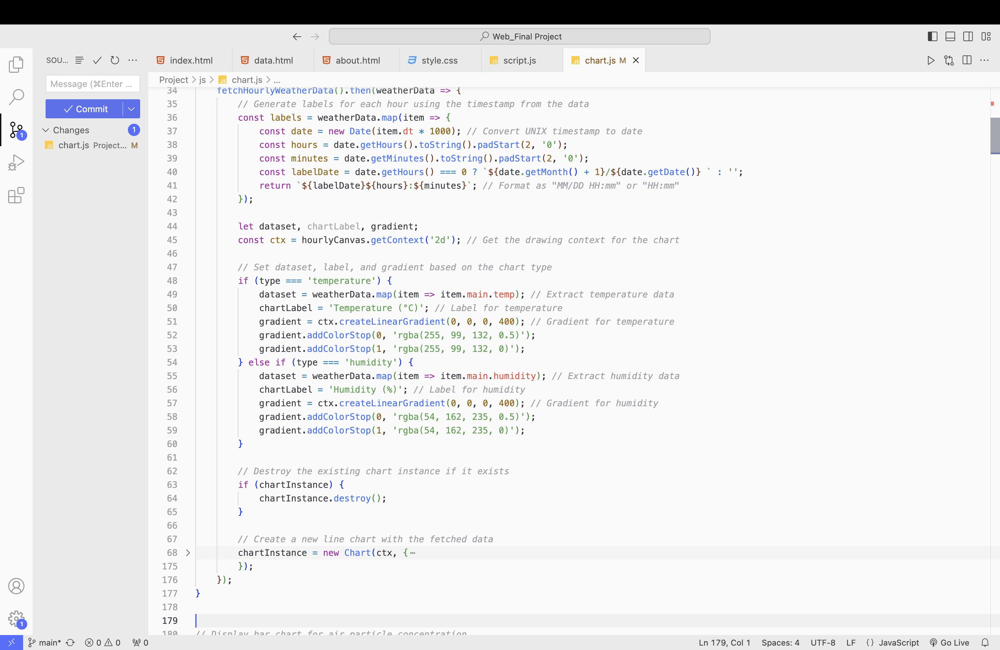 Web_Final Project
SOU...
index.html
data.html
about.html
style.css
script.js
chart.js M
Message (⌘Enter ...
Commit
Changes 1
chart.js Project... M
1
1
Project > js > chart.js > ...
34 fetchHourlyWeatherData().then(weatherData => {
35 // Generate labels for each hour using the timestamp from the data
36 const labels = weatherData.map(item => {
37 const date = new Date(item.dt * 1000); // Convert UNIX timestamp to date
38 const hours = date.getHours().toString().padStart(2, '0');
39 const minutes = date.getMinutes().toString().padStart(2, '0');
40 const labelDate = date.getHours() === 0 ? `${date.getMonth() + 1}/${date.getDate()} ` : '';
41 return `${labelDate}${hours}:${minutes}`; // Format as "MM/DD HH:mm" or "HH:mm"
42 });
43
44 let dataset, chartLabel, gradient;
45 const ctx = hourlyCanvas.getContext('2d'); // Get the drawing context for the chart
46
47 // Set dataset, label, and gradient based on the chart type
48 if (type === 'temperature') {
49 dataset = weatherData.map(item => item.main.temp); // Extract temperature data
50 chartLabel = 'Temperature (°C)'; // Label for temperature
51 gradient = ctx.createLinearGradient(0, 0, 0, 400); // Gradient for temperature
52 gradient.addColorStop(0, 'rgba(255, 99, 132, 0.5)');
53 gradient.addColorStop(1, 'rgba(255, 99, 132, 0)');
54 } else if (type === 'humidity') {
55 dataset = weatherData.map(item => item.main.humidity); // Extract humidity data
56 chartLabel = 'Humidity (%)'; // Label for humidity
57 gradient = ctx.createLinearGradient(0, 0, 0, 400); // Gradient for humidity
58 gradient.addColorStop(0, 'rgba(54, 162, 235, 0.5)');
59 gradient.addColorStop(1, 'rgba(54, 162, 235, 0)');
60 }
61
62 // Destroy the existing chart instance if it exists
63 if (chartInstance) {
64 chartInstance.destroy();
65 }
66
67 // Create a new line chart with the fetched data
68 chartInstance = new Chart(ctx, {⋯
175 });
176 });
177 }
178
179
180 // Display bar chart for air particle concentration
main* 0 0 0
Ln 179, Col 1 Spaces: 4 UTF-8 LF {} JavaScript Go Live